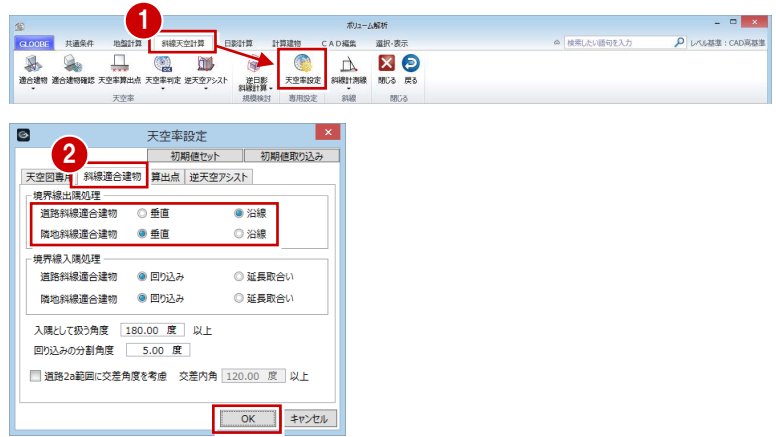 ボリューム解析
1
GLOOBE 共通条件 地盤計算 斜線天空計算 日影計算 計算建物 CAD編集 選択・表示 検索したい語句を入力 レベル基準：CAD高基準
適合建物 適合建物確認 天空率算出点 天空率判定 逆天空アシスト 逆日影 斜線計算 天空率設定 斜線計測線 閉じる 戻る
天空率 規模検討 専用設定 斜線 閉じる
天空率設定
2
初期値セット 初期値取り込み
天空図専用 斜線適合建物 算出点 逆天空アシスト
境界線出隅処理
道路斜線適合建物 垂直 沿線
隣地斜線適合建物 垂直 沿線
境界線入隅処理
道路斜線適合建物 回り込み 延長取合い
隣地斜線適合建物 回り込み 延長取合い
入隅として扱う角度 180.00 度 以上
回り込みの分割角度 5.00 度
道路2a範囲に交差角度を考慮 交差内角 120.00 度 以上
OK キャンセル